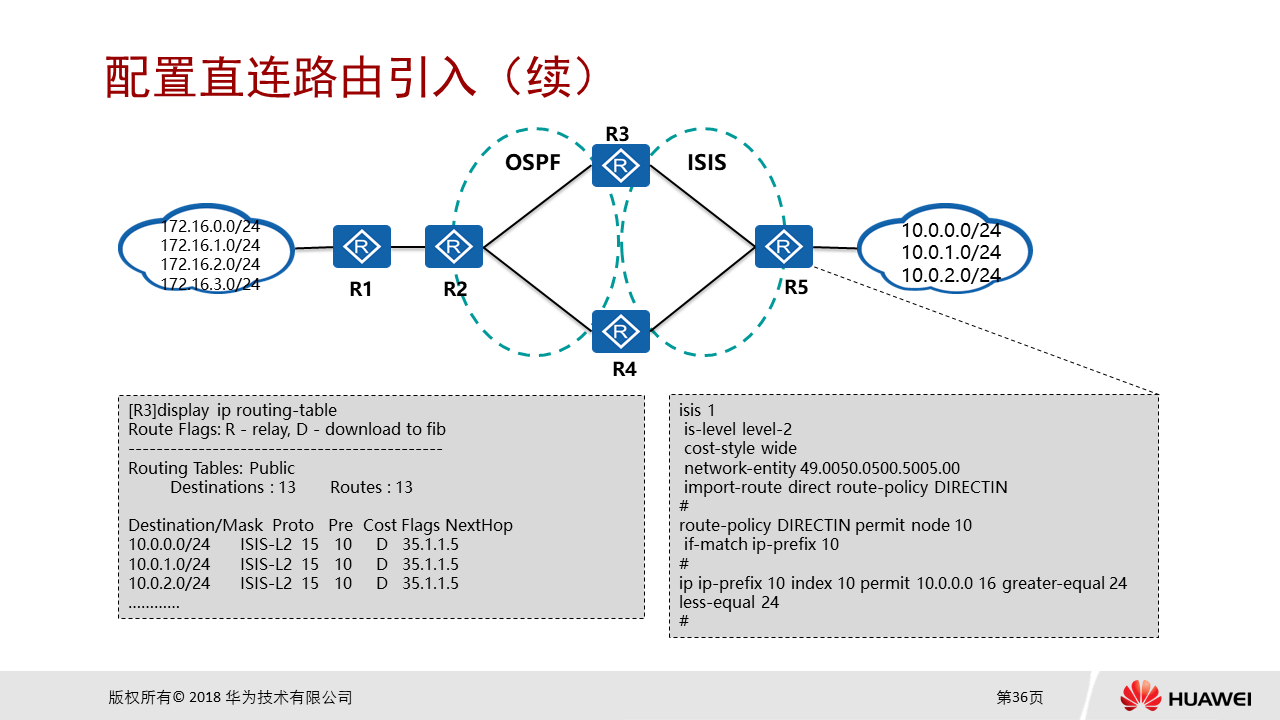 配置直连路由引入（续）
R3
OSPF
ISIS
172.16.0.0/24
172.16.1.0/24
172.16.2.0/24
172.16.3.0/24
R
R
R
R
R
10.0.0.0/24
10.0.1.0/24
10.0.2.0/24
R1
R2
R5
R4
[R3]display ip routing-table
Route Flags: R - relay, D - download to fib
---------------------------------------------
Routing Tables: Public
Destinations : 13 Routes : 13
Destination/Mask Proto Pre Cost Flags NextHop
10.0.0.0/24 ISIS-L2 15 10 D 35.1.1.5
10.0.1.0/24 ISIS-L2 15 10 D 35.1.1.5
10.0.2.0/24 ISIS-L2 15 10 D 35.1.1.5
............
isis 1
is-level level-2
cost-style wide
network-entity 49.0050.0500.5005.00
import-route direct route-policy DIRECTIN
#
route-policy DIRECTIN permit node 10
if-match ip-prefix 10
#
ip ip-prefix 10 index 10 permit 10.0.0.0 16 greater-equal 24
less-equal 24
#
版权所有© 2018 华为技术有限公司
第36页
HUAWEI